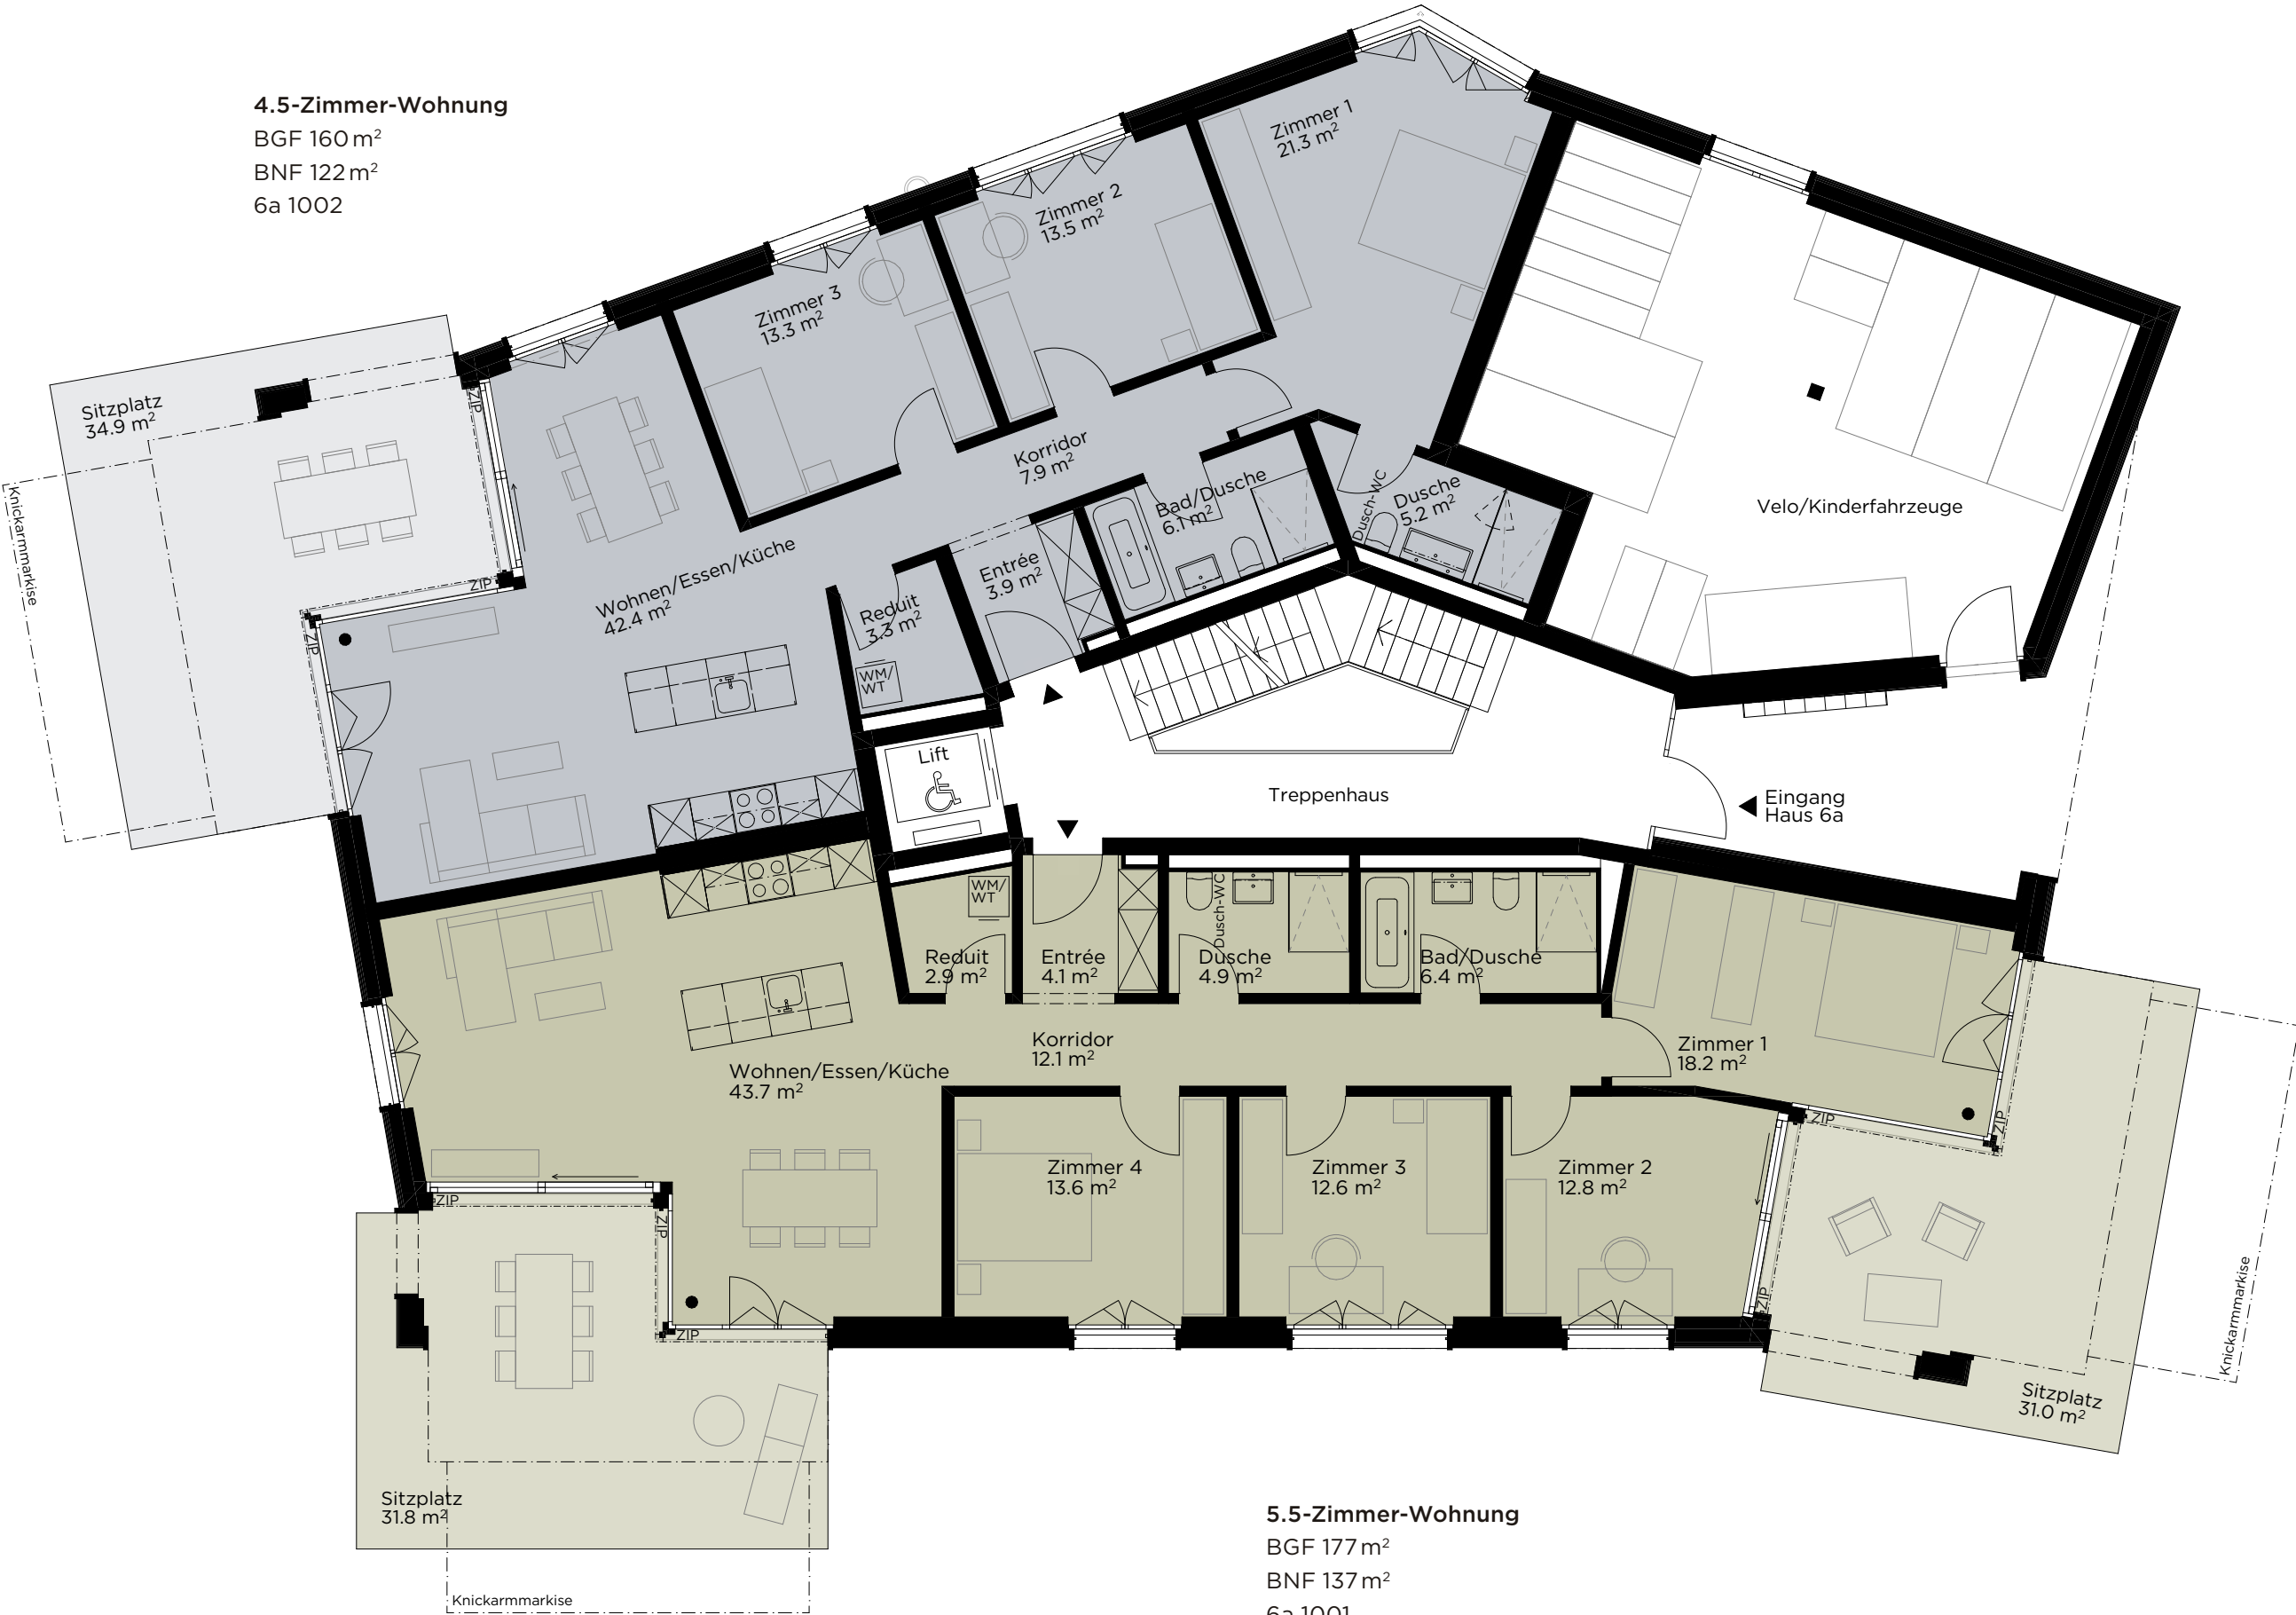 4.5-Zimmer-Wohnung
BGF 160 m²
BNF 122 m²
6a 1002
Zimmer 1
21.3 m²
Zimmer 2
13.5 m²
Zimmer 3
13.3 m²
Sitzplatz
34.9 m²
Knickarmmarkise
ZIP
ZIP
ZIP
Korridor
7.9 m²
Bad/Dusche
6.1 m²
Dusch-WC
Dusche
5.2 m²
Velo/Kinderfahrzeuge
Entrée
3.9 m²
Wohnen/Essen/Küche
42.4 m²
Reduit
3.3 m²
WM/
WT
Lift
Treppenhaus
Eingang
Haus 6a
WM/
WT
Dusch-WC
Reduit
2.9 m²
Entrée
4.1 m²
Dusche
4.9 m²
Bad/Dusche
6.4 m²
Korridor
12.1 m²
Zimmer 1
18.2 m²
Wohnen/Essen/Küche
43.7 m²
ZIP
ZIP
Zimmer 4
13.6 m²
Zimmer 3
12.6 m²
Zimmer 2
12.8 m²
ZIP
ZIP
ZIP
ZIP
Knickarmmarkise
Sitzplatz
31.0 m²
Sitzplatz
31.8 m²
Knickarmmarkise
5.5-Zimmer-Wohnung
BGF 177 m²
BNF 137 m²
6a 1001